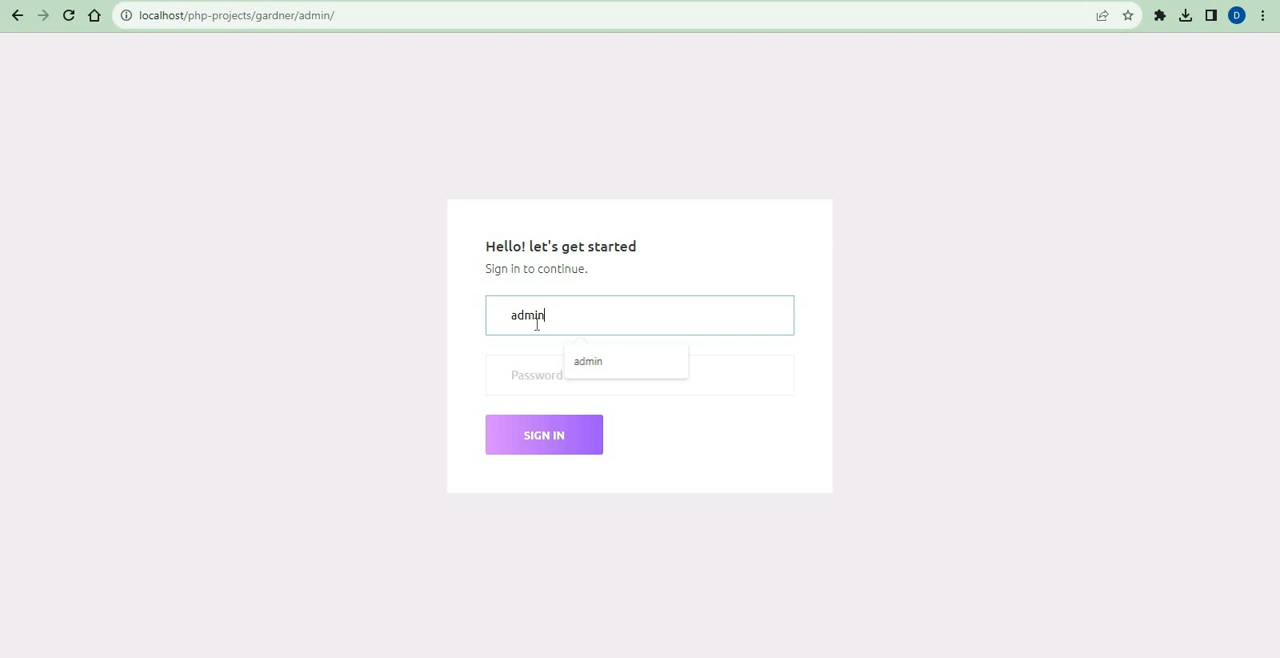 localhost/php-projects/gardner/admin/
D
Hello! let's get started
Sign in to continue.
admin
admin
Password
SIGN IN